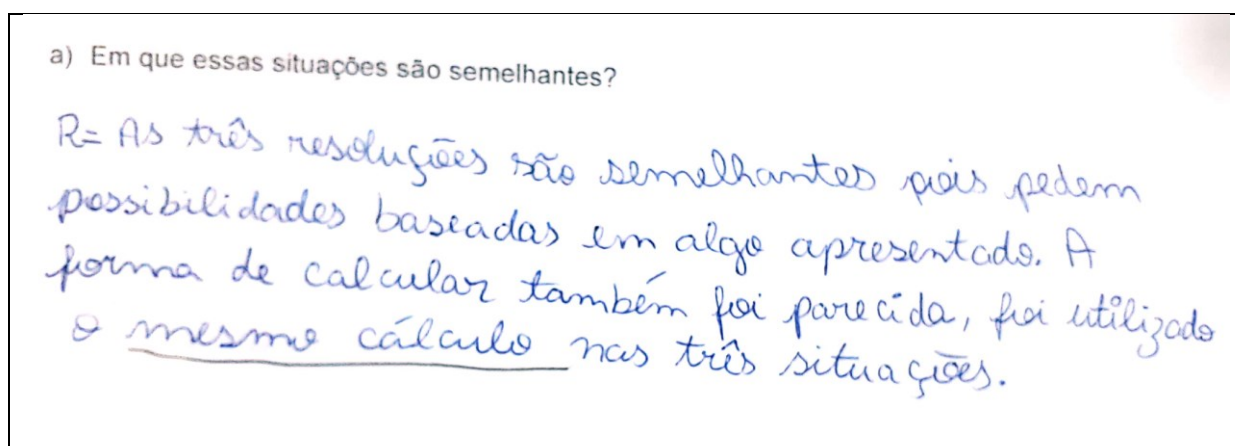 a) Em que essas situações são semelhantes?
R= As três resoluções são semelhantes pois pedem
possibilidades baseadas em algo apresentado. A
forma de calcular também foi parecida, foi utilizado
o mesmo cálculo nas três situações.